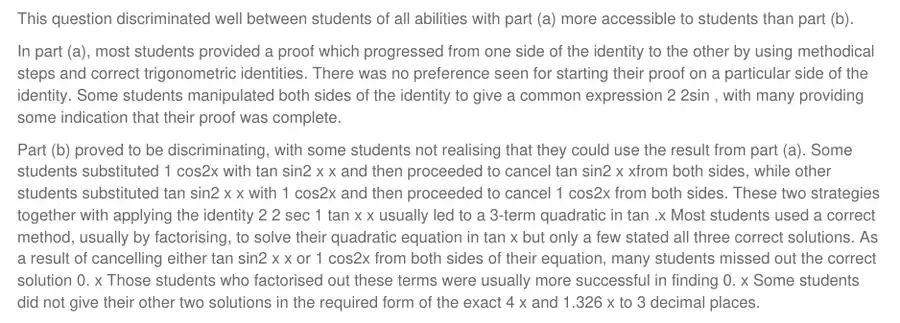 This question discriminated well between students of all abilities with part (a) more accessible to students than part (b).
In part (a), most students provided a proof which progressed from one side of the identity to the other by using methodical
steps and correct trigonometric identities. There was no preference seen for starting their proof on a particular side of the
identity. Some students manipulated both sides of the identity to give a common expression 2 2sin , with many providing
some indication that their proof was complete.
Part (b) proved to be discriminating, with some students not realising that they could use the result from part (a). Some
students substituted 1 cos2x with tan sin2 x x and then proceeded to cancel tan sin2 x xfrom both sides, while other
students substituted tan sin2 x x with 1 cos2x and then proceeded to cancel 1 cos2x from both sides. These two strategies
together with applying the identity 2 2 sec 1 tan x x usually led to a 3-term quadratic in tan .x Most students used a correct
method, usually by factorising, to solve their quadratic equation in tan x but only a few stated all three correct solutions. As
a result of cancelling either tan sin2 x x or 1 cos2x from both sides of their equation, many students missed out the correct
solution 0. x Those students who factorised out these terms were usually more successful in finding 0. x Some students
did not give their other two solutions in the required form of the exact 4 x and 1.326 x to 3 decimal places.